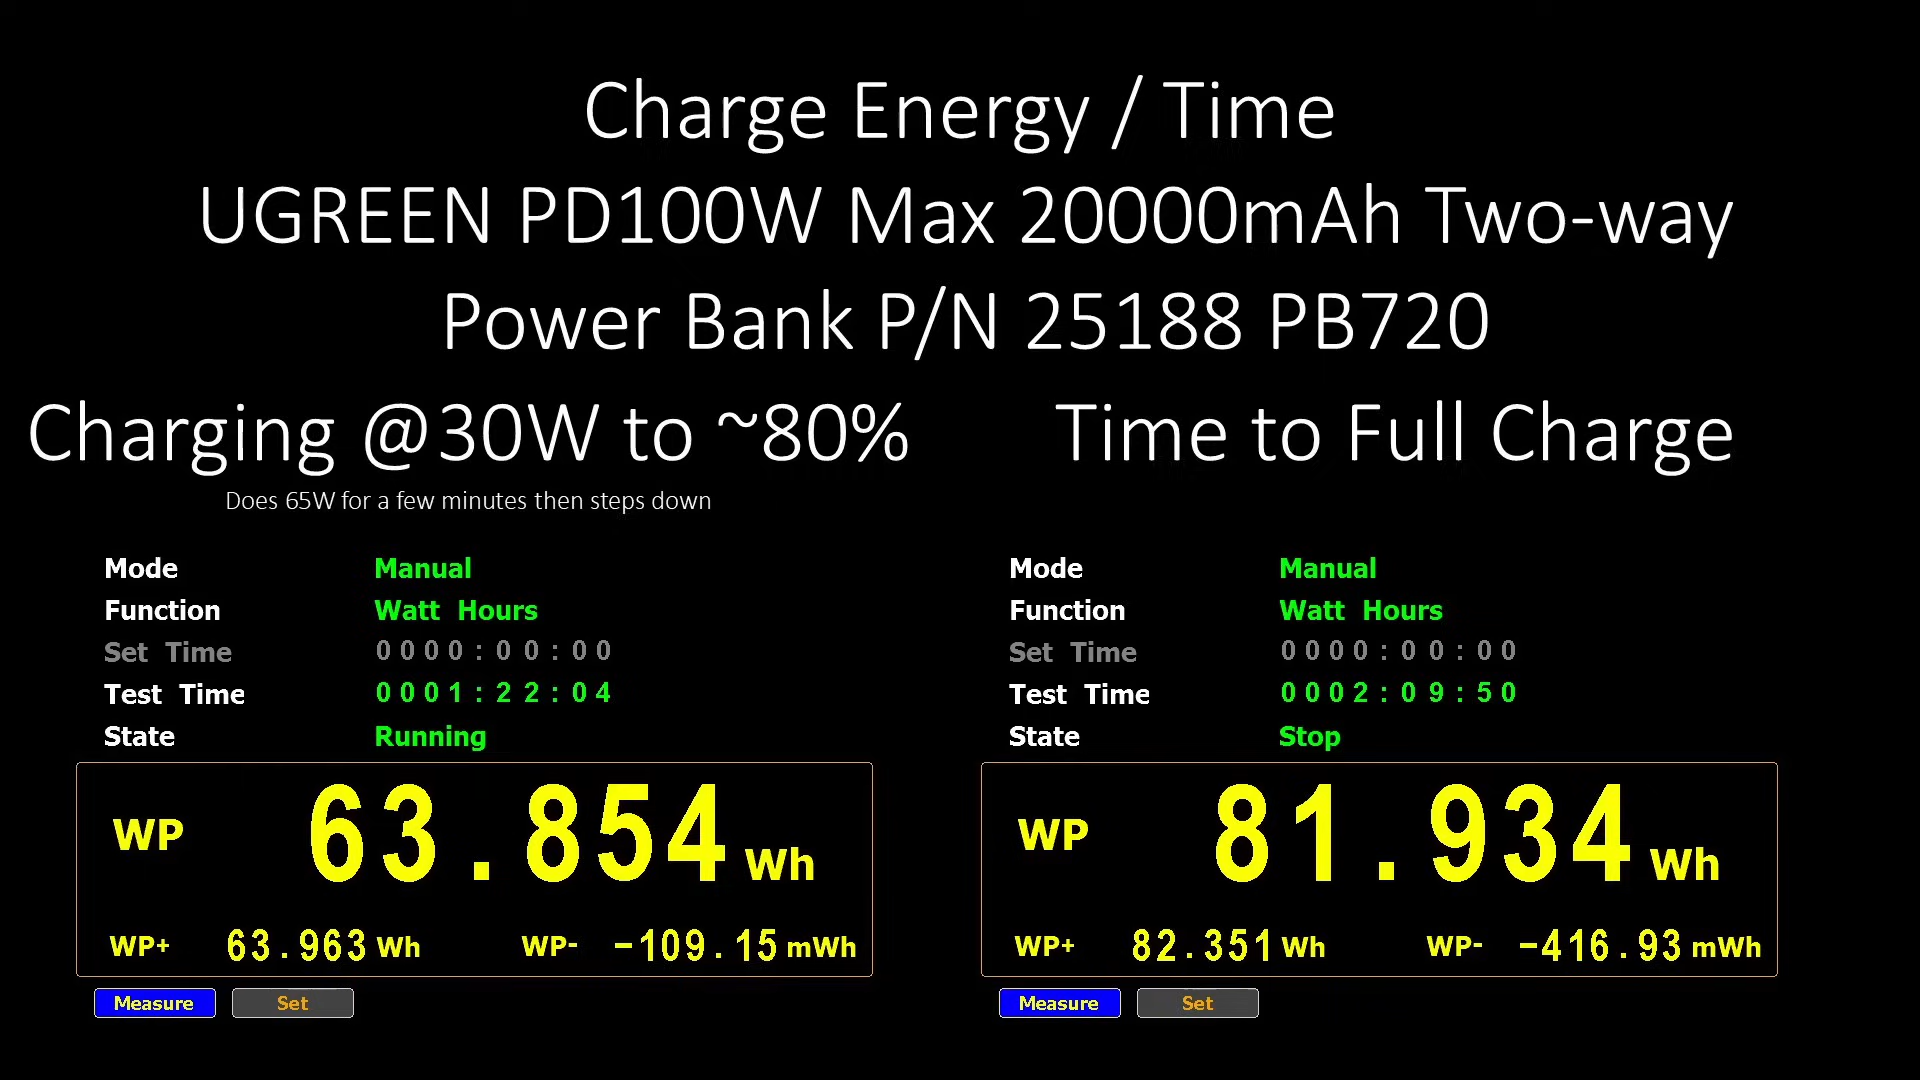 Charge Energy / Time
UGREEN PD100W Max 20000mAh Two-way
Power Bank P/N 25188 PB720
Charging @30W to ~80%
Does 65W for a few minutes then steps down
Mode Manual
Function Watt Hours
Set Time 0000:00:00
Test Time 0001:22:04
State Running
WP 63.854 Wh
WP+ 63.963 Wh WP- -109.15 mWh
Measure Set
Time to Full Charge
Mode Manual
Function Watt Hours
Set Time 0000:00:00
Test Time 0002:09:50
State Stop
WP 81.934 Wh
WP+ 82.351 Wh WP- -416.93 mWh
Measure Set